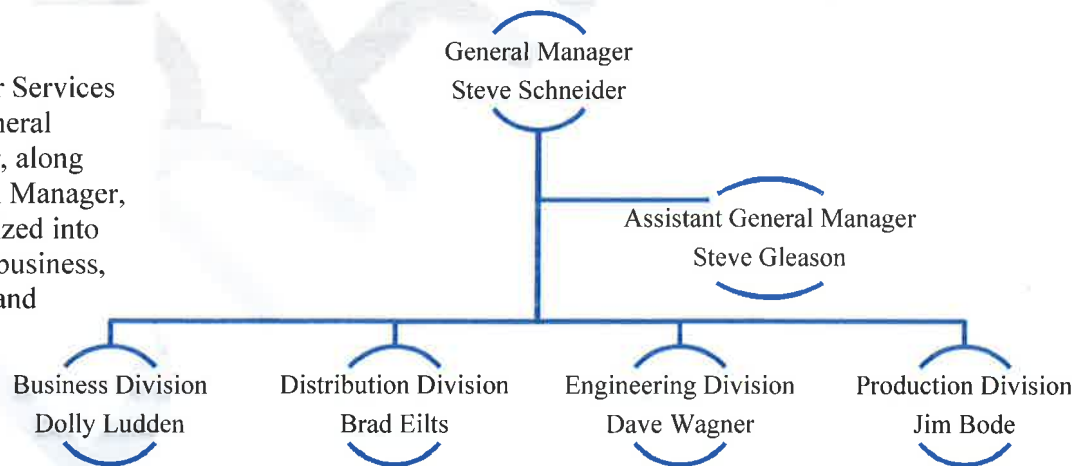 General Manager
Steve Schneider
r Services
neral
, along
Manager,
zed into
business,
and
Assistant General Manager
Steve Gleason
Business Division
Dolly Ludden
Distribution Division
Brad Eilts
Engineering Division
Dave Wagner
Production Division
Jim Bode